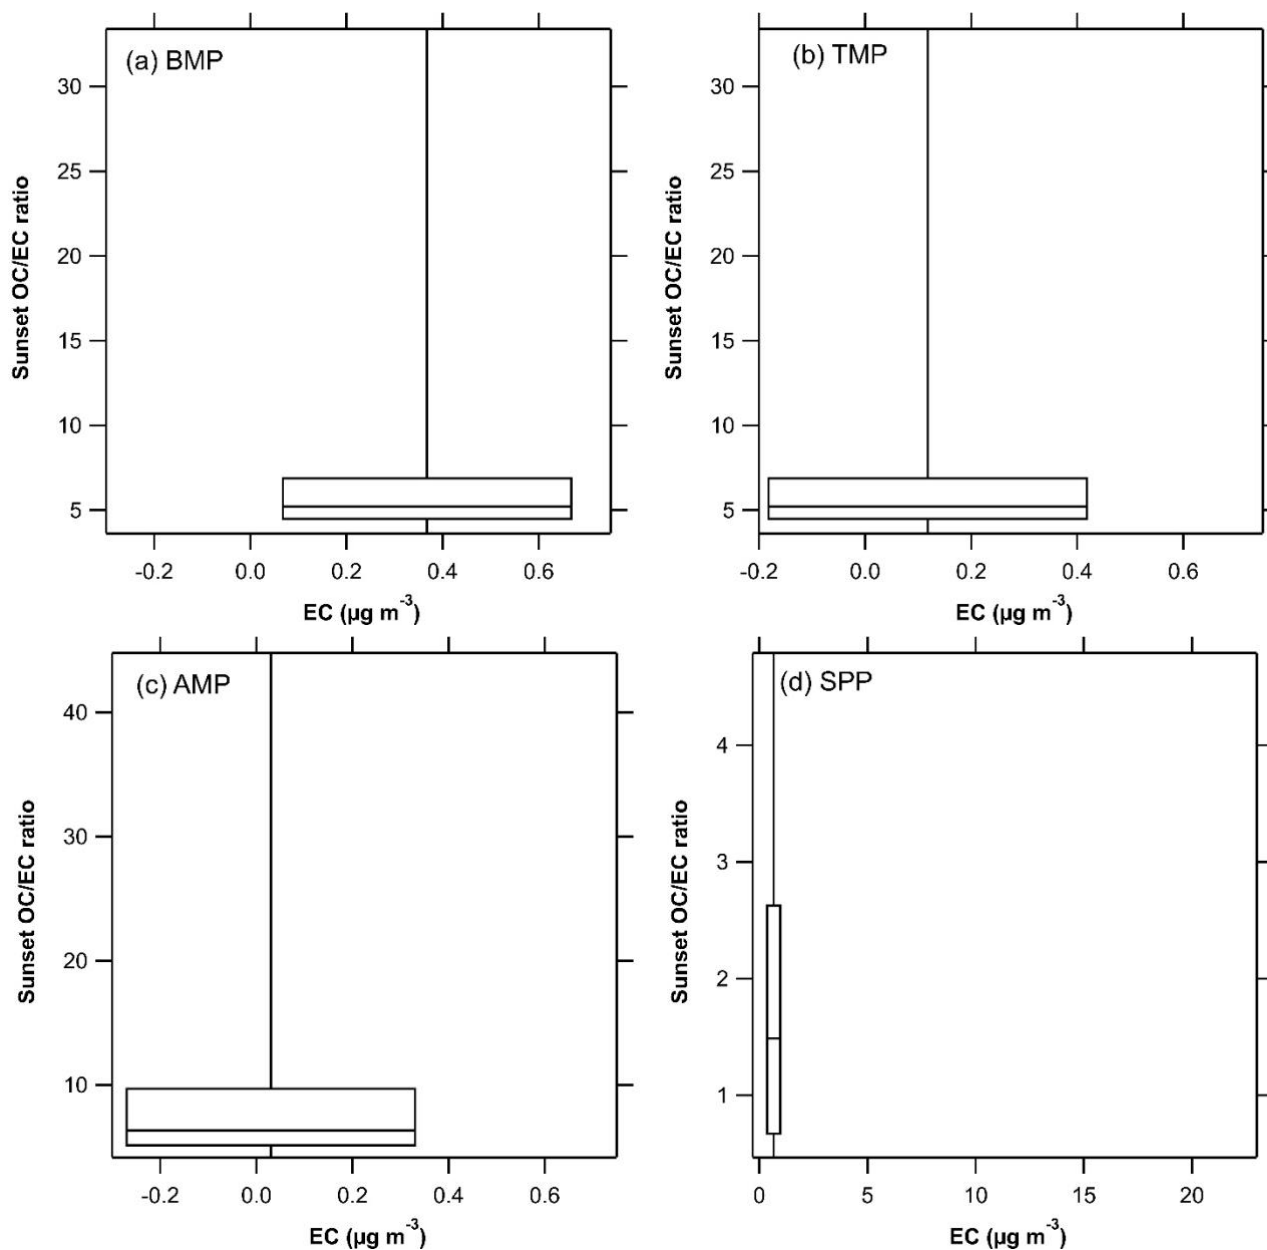 (a) BMP
30
25
20
15
10
5
Sunset OC/EC ratio
-0.2 0.0 0.2 0.4 0.6
EC (µg m⁻³)
(b) TMP
30
25
20
15
10
5
Sunset OC/EC ratio
-0.2 0.0 0.2 0.4 0.6
EC (µg m⁻³)
(c) AMP
40
30
20
10
Sunset OC/EC ratio
-0.2 0.0 0.2 0.4 0.6
EC (µg m⁻³)
(d) SPP
4
3
2
1
Sunset OC/EC ratio
0 5 10 15 20
EC (µg m⁻³)